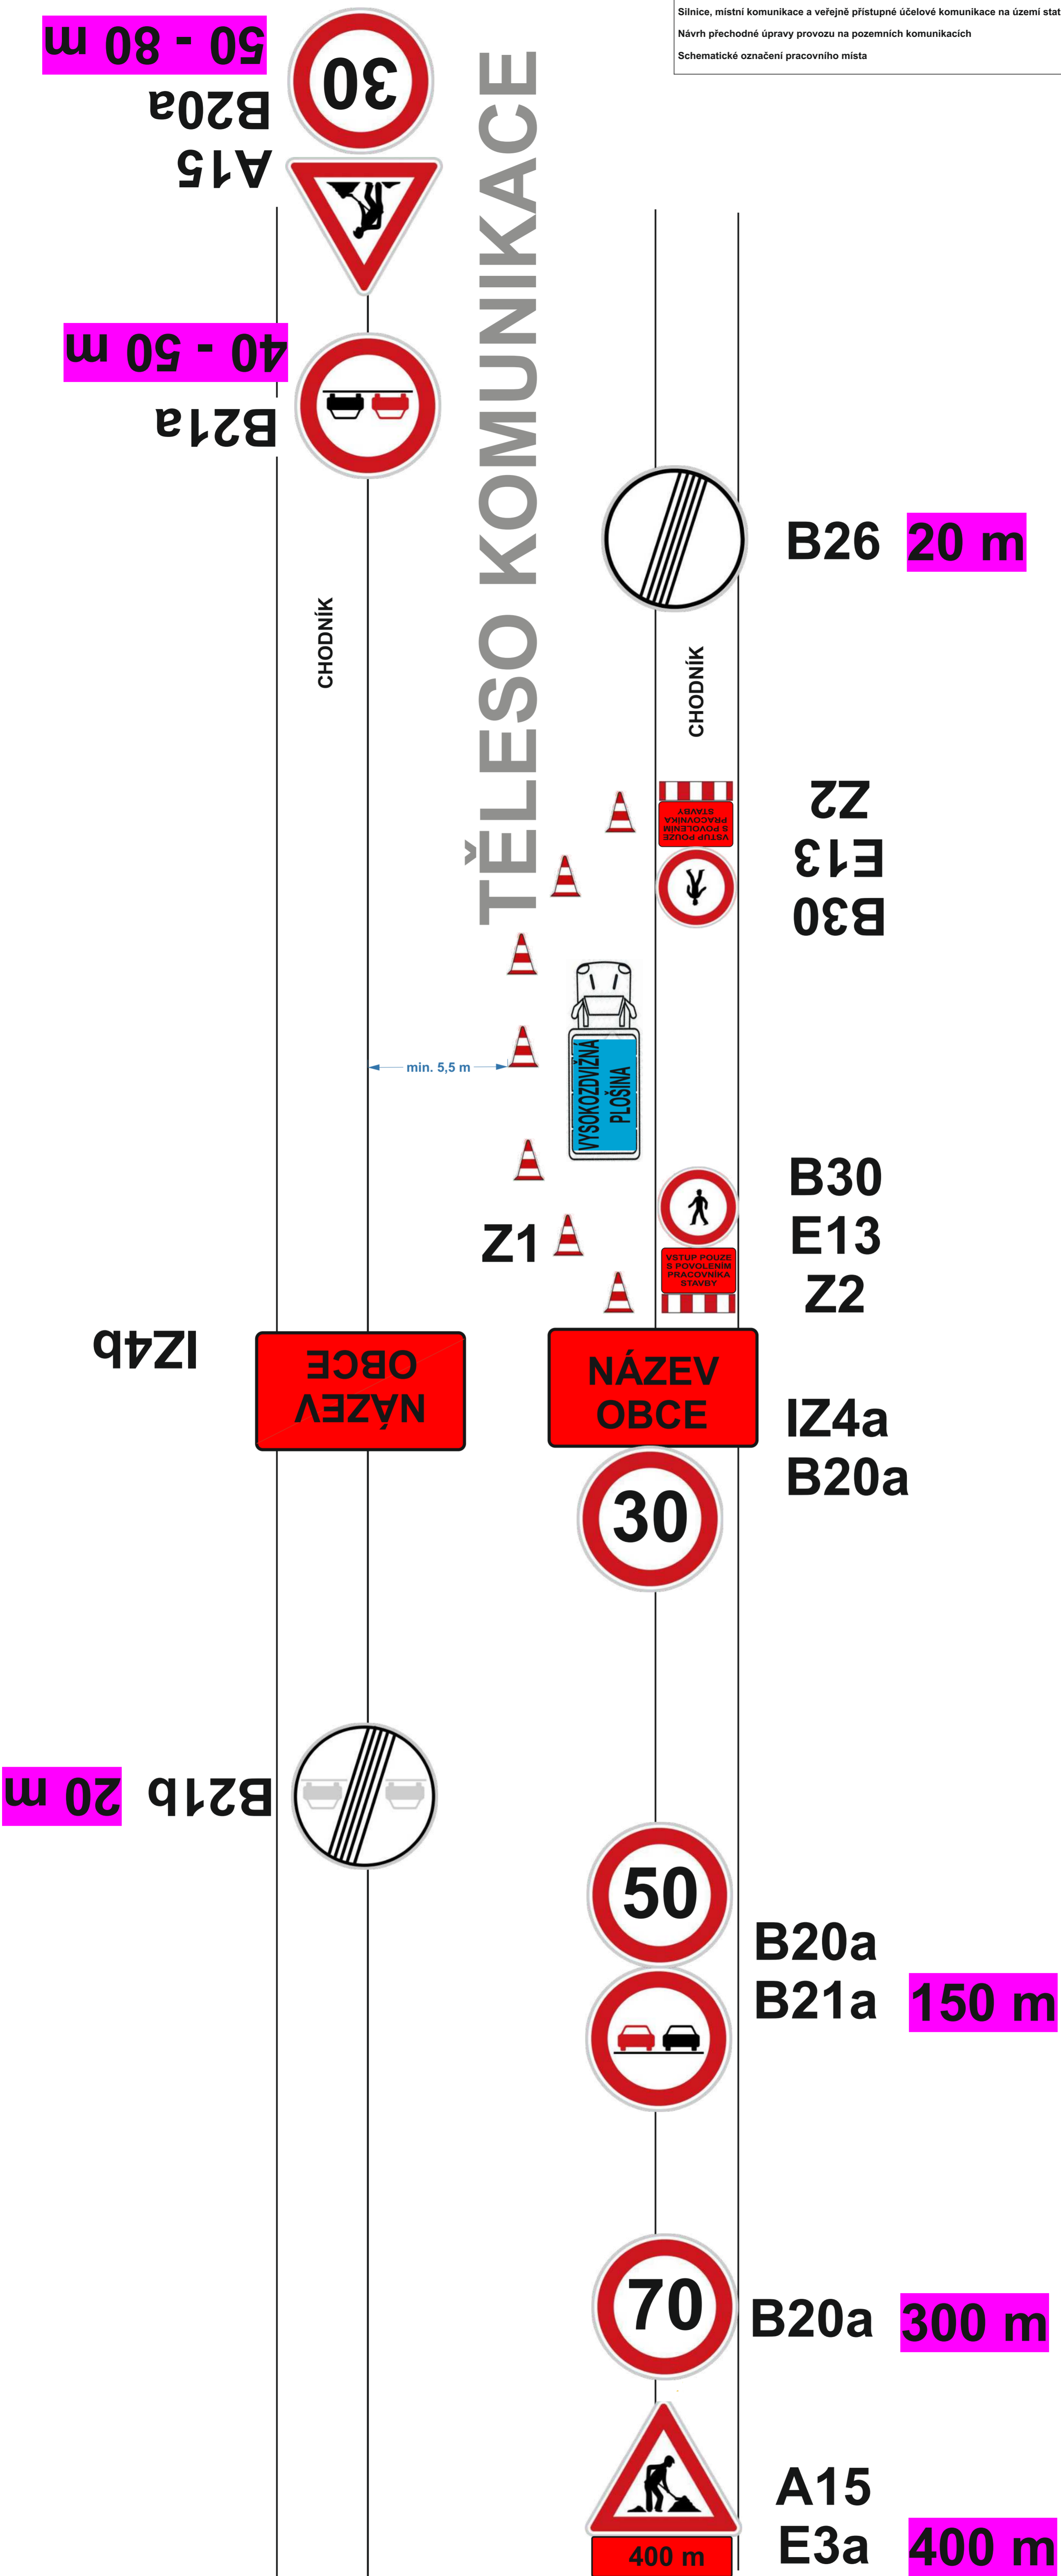 Silnice, místní komunikace a veřejně přístupné účelové komunikace na území stat
Návrh přechodné úpravy provozu na pozemních komunikacích
Schematické označení pracovního místa
50 - 80 m
B20a
A15
30
TĚLESO KOMUNIKACE
40 - 50 m
B21a
B26 20 m
CHODNÍK
CHODNÍK
Z2
E13
B30
VSTUP POUZE
S POVOLENÍM
PRACOVNÍKA
STAVBY
VYSOKOZDVIŽNÁ
PLOŠINA
min. 5,5 m
B30
E13
Z2
Z1
VSTUP POUZE
S POVOLENÍM
PRACOVNÍKA
STAVBY
IZ4b
NÁZEV
OBCE
NÁZEV
OBCE
IZ4a
B20a
30
B21b 20 m
50
B20a
B21a 150 m
70
B20a 300 m
A15
E3a 400 m
400 m